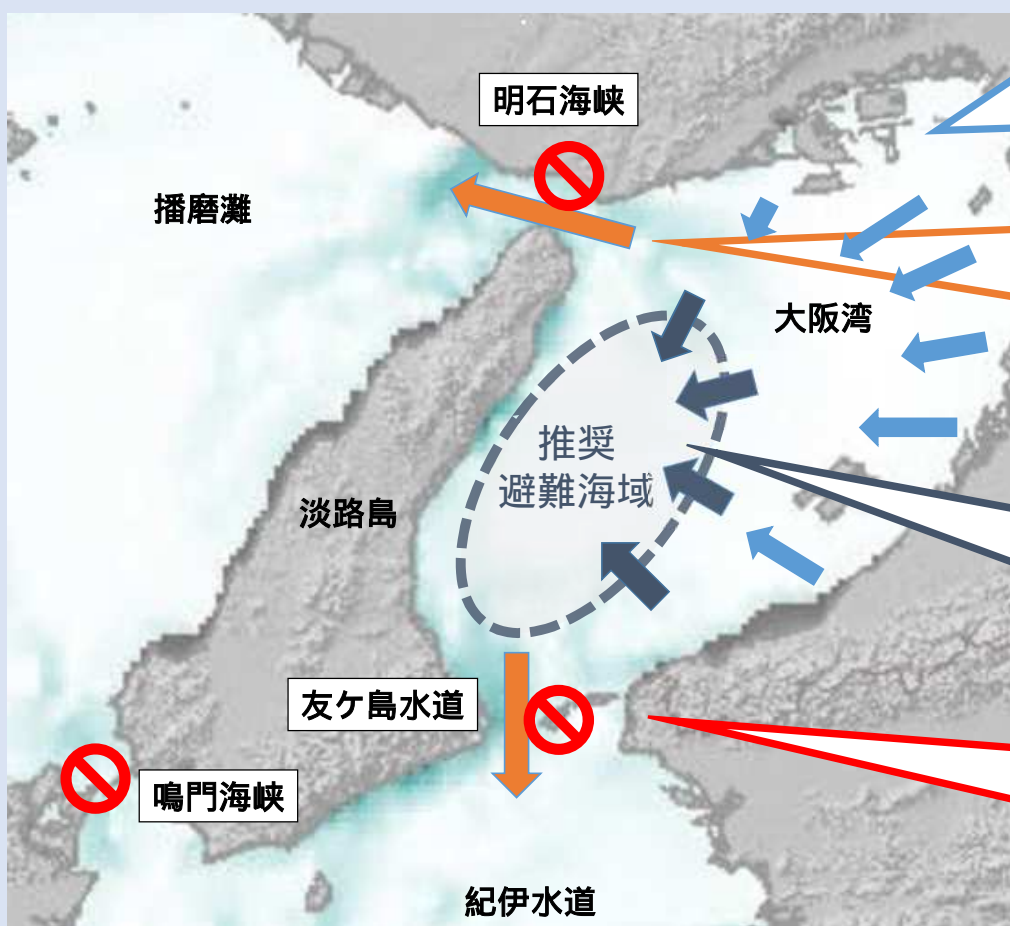 明石海峡
播磨灘
大阪湾
推奨
避難海域
淡路島
友ケ島水道
鳴門海峡
紀伊水道